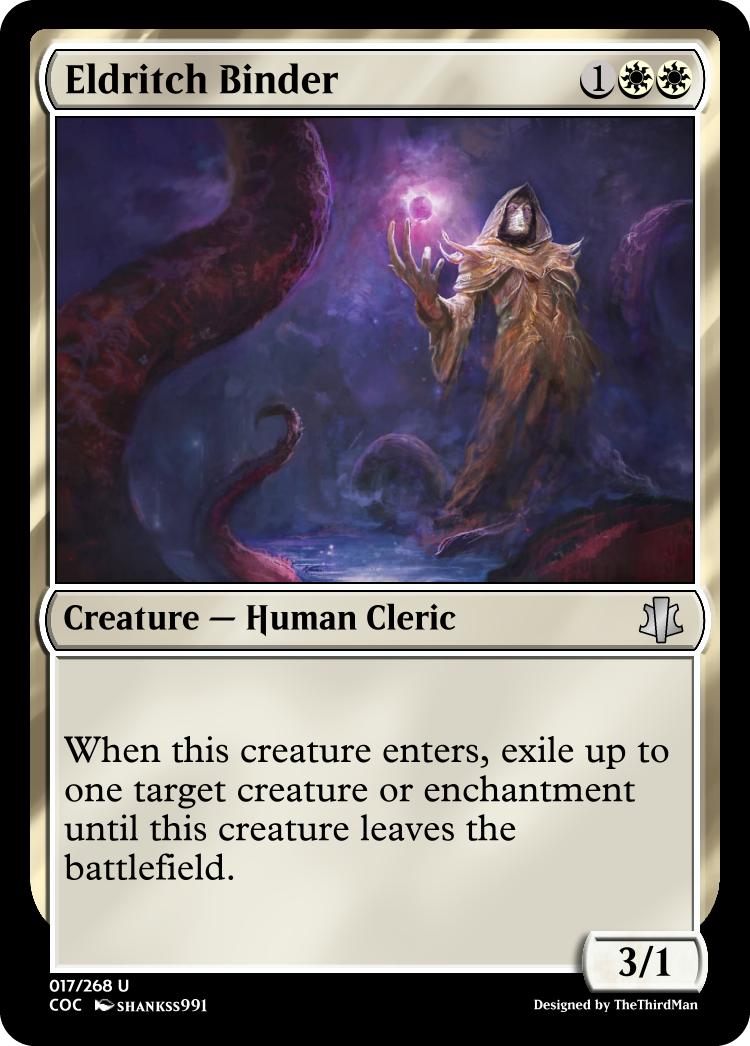 Eldritch Binder 1
Creature — Human Cleric
When this creature enters, exile up to
one target creature or enchantment
until this creature leaves the
battlefield.
3/1
017/268 U
COC SHANKSS991
Designed by TheThirdMan